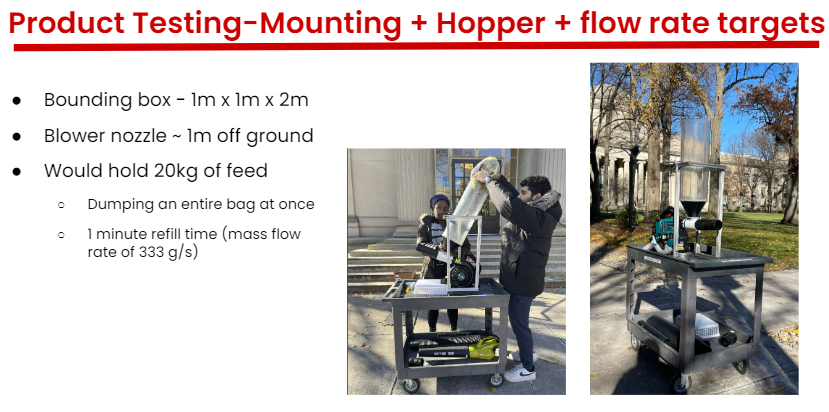 Product Testing-Mounting + Hopper + flow rate targets
● Bounding box - 1m x 1m x 2m
● Blower nozzle ~ 1m off ground
● Would hold 20kg of feed
○ Dumping an entire bag at once
○ 1 minute refill time (mass flow
rate of 333 g/s)